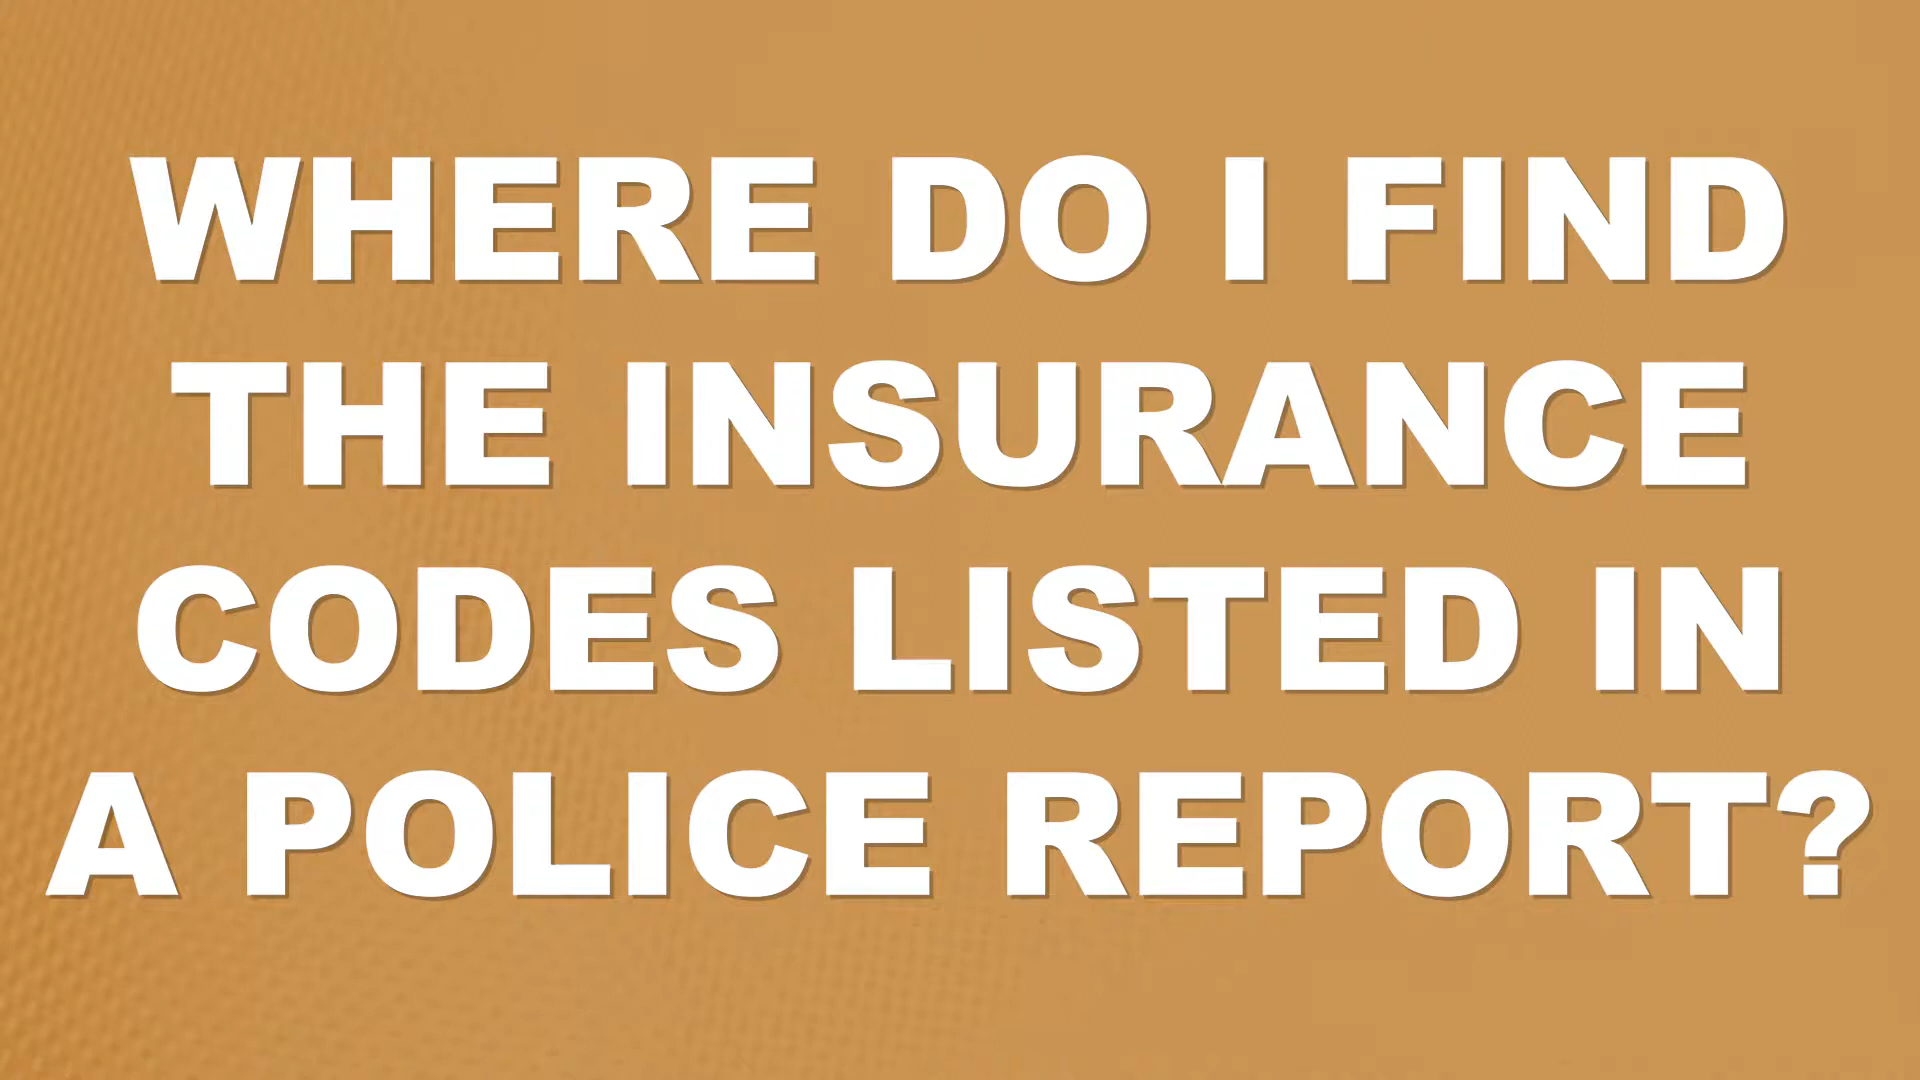 WHERE DO I FIND
THE INSURANCE
CODES LISTED IN
A POLICE REPORT?